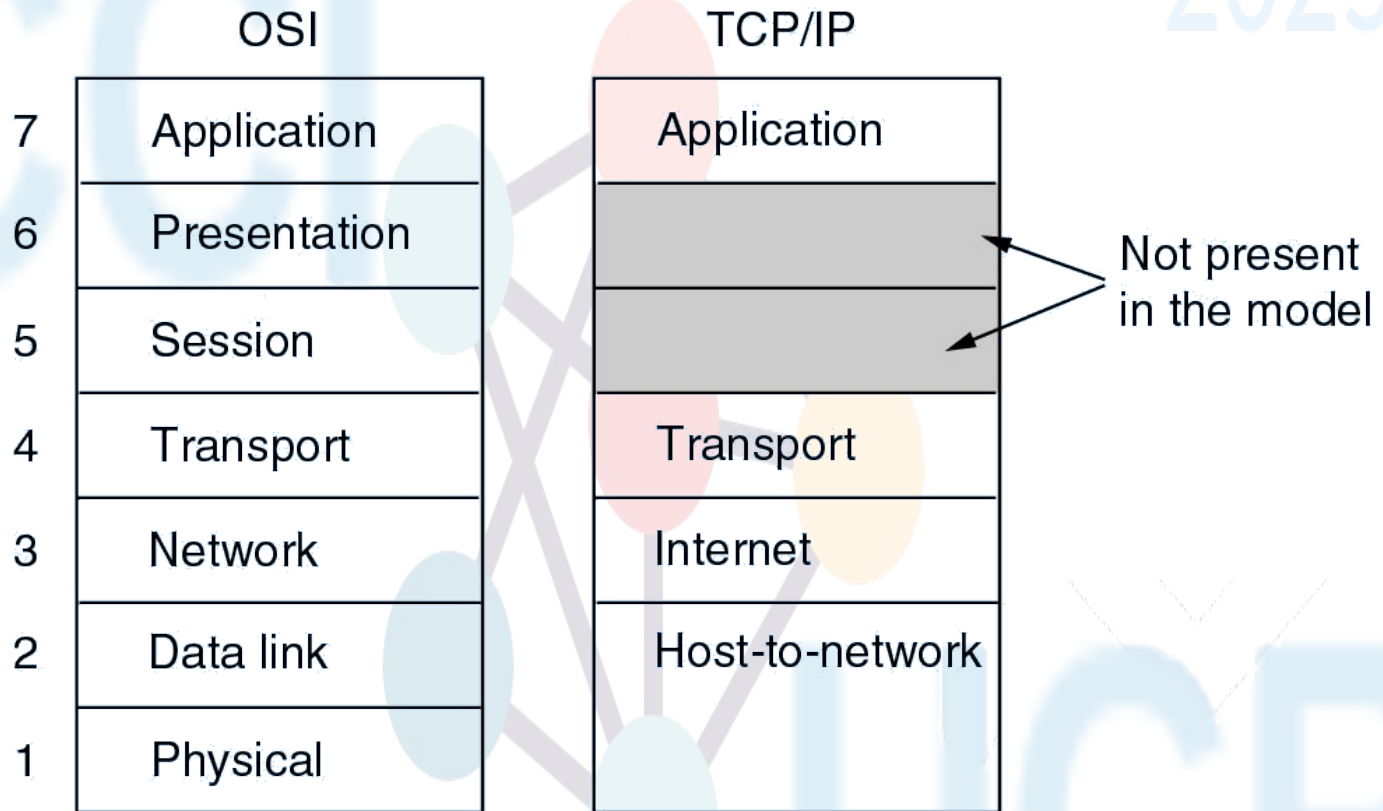 OSI TCP/IP
7 Application Application
6 Presentation
Not present
in the model
5 Session
4 Transport Transport
3 Network Internet
2 Data link Host-to-network
1 Physical